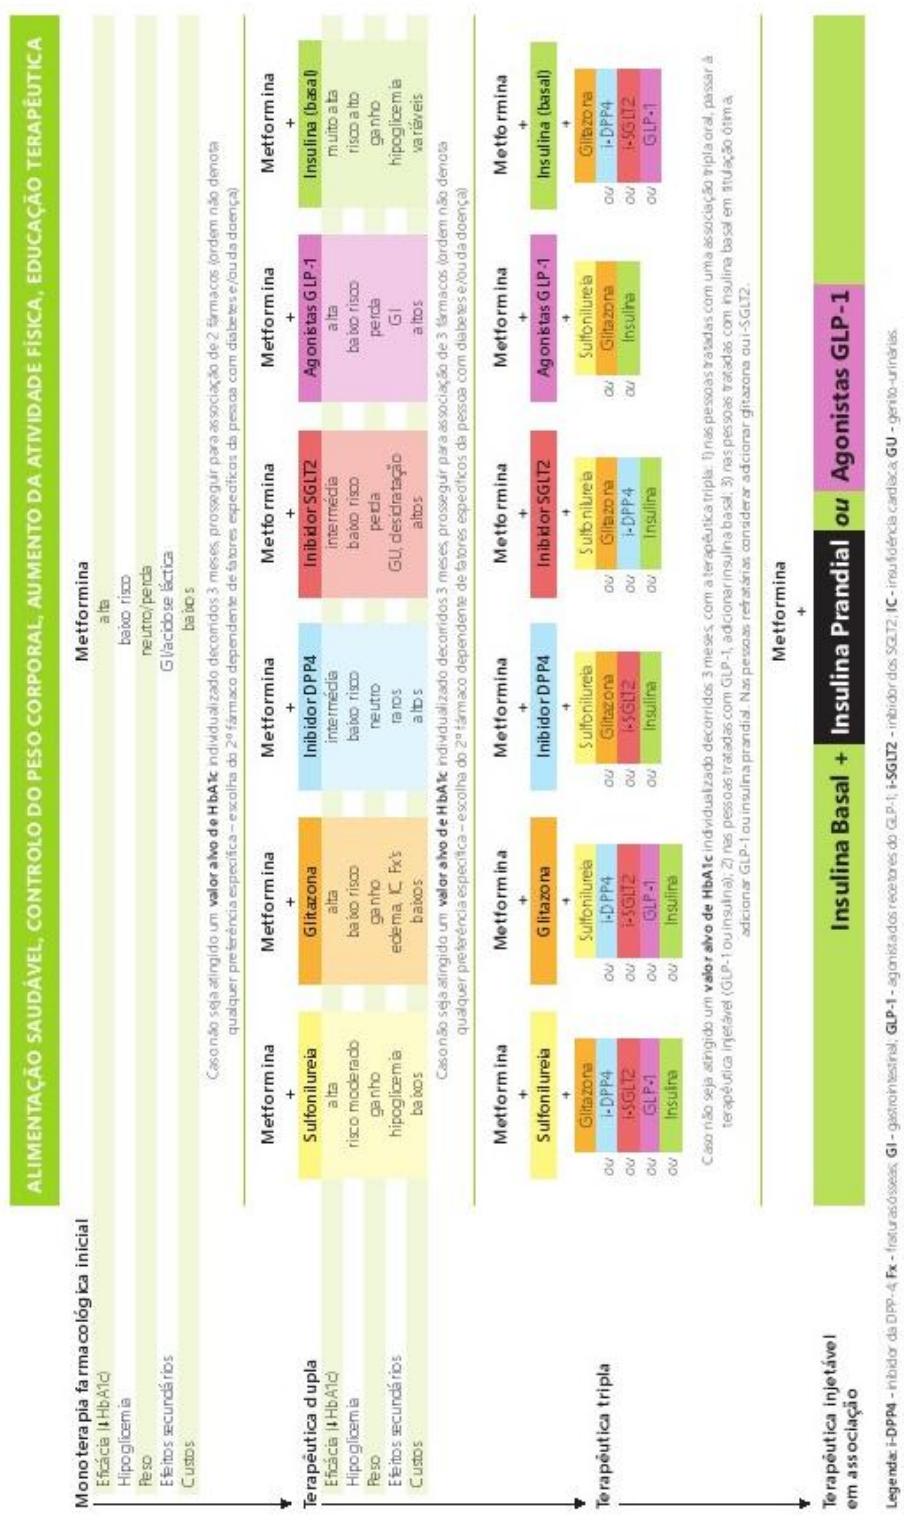 ALIMENTAÇÃO SAUDÁVEL, CONTROLO DO PESO CORPORAL, AUMENTO DA ATIVIDADE FÍSICA, EDUCAÇÃO TERAPÊUTICA
Monoterapia farmacológica inicial
Metformina
Eficácia (↓HbA1c)
alta
Hipoglicemia
baixo risco
Peso
neutro/perda
Efeitos secundários
GI/acidose láctica
Custos
baixos
Caso não seja atingido um valor alvo de HbA1c individualizado decorridos 3 meses, prosseguir para associação de 2 fármacos (ordem não denota
qualquer preferência específica – escolha do 2º fármaco dependente de fatores específicos da pessoa com diabetes e/ou da doença)
Metformina Metformina Metformina Metformina Metformina Metformina
+ + + + + +
Terapêutica dupla
Sulfonilureia Glitazona Inibidor DPP4 Inibidor SGLT2 Agonistas GLP-1 Insulina (basal)
Eficácia (↓HbA1c)
alta alta intermédia intermédia alta muito alta
Hipoglicemia
risco moderado baixo risco baixo risco baixo risco baixo risco risco alto
Peso
ganho ganho neutro perda perda ganho
Efeitos secundários
hipoglicemia edema, IC, Fx's raros GU, desidratação GI hipoglicemia
Custos
baixos baixos altos altos altos variáveis
Caso não seja atingido um valor alvo de HbA1c individualizado decorridos 3 meses, prosseguir para associação de 3 fármacos (ordem não denota
qualquer preferência específica – escolha do 2º fármaco dependente de fatores específicos da pessoa com diabetes e/ou da doença)
Metformina Metformina Metformina Metformina Metformina Metformina
+ + + + + +
Sulfonilureia Glitazona Inibidor DPP4 Inibidor SGLT2 Agonistas GLP-1 Insulina (basal)
+ + + + + +
Terapêutica tripla
Glitazona Sulfonilureia Sulfonilureia Sulfonilureia Sulfonilureia Glitazona
ou i-DPP4 ou i-DPP4 ou Glitazona ou Glitazona ou Glitazona ou i-DPP4
ou i-SGLT2 ou i-SGLT2 ou i-SGLT2 ou i-DPP4 ou Insulina ou i-SGLT2
ou GLP-1 ou GLP-1 ou Insulina ou Insulina ou GLP-1
ou Insulina ou Insulina
Caso não seja atingido um valor alvo de HbA1c individualizado decorridos 3 meses, com a terapêutica tripla: 1) nas pessoas tratadas com uma associação tripla oral, passar à
terapêutica injetável (GLP-1 ou insulina); 2) nas pessoas tratadas com GLP-1, adicionar insulina basal. 3) nas pessoas tratadas com insulina basal em titulação ótima,
adicionar GLP-1 ou insulina prandial. Nas pessoas refratárias considerar adicionar glitazona ou i-SGLT2.
Metformina
+
Terapêutica injetável
em associação
Insulina Basal + Insulina Prandial ou Agonistas GLP-1
Legenda: i-DPP4 – inibidor da DPP-4; Fx – fraturas ósseas; GI – gastrointestinal; GLP-1 – agonista dos recetores do GLP-1; i-SGLT2 – inibidor dos SGLT2; IC – insuficiência cardíaca; GU – genito-urinárias.